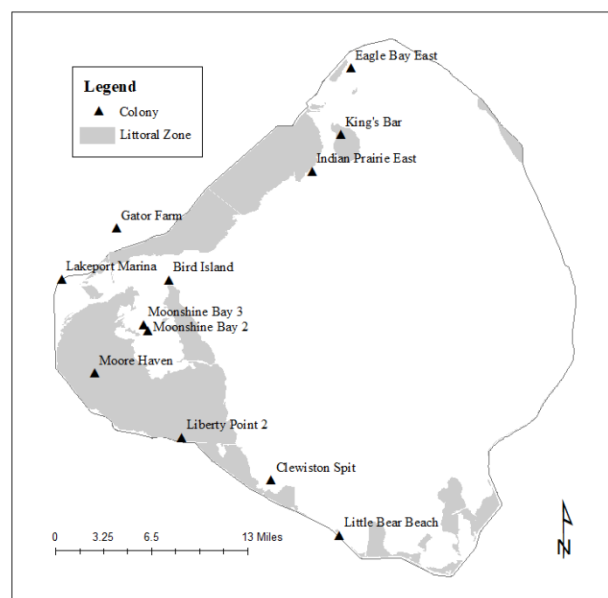 Eagle Bay East
Legend
Colony
Littoral Zone
King's Bar
Indian Prairie East
Gator Farm
Lakeport Marina
Bird Island
Moonshine Bay 3
Moonshine Bay 2
Moore Haven
Liberty Point 2
Clewiston Spit
Little Bear Beach
0 3.25 6.5 13 Miles
N